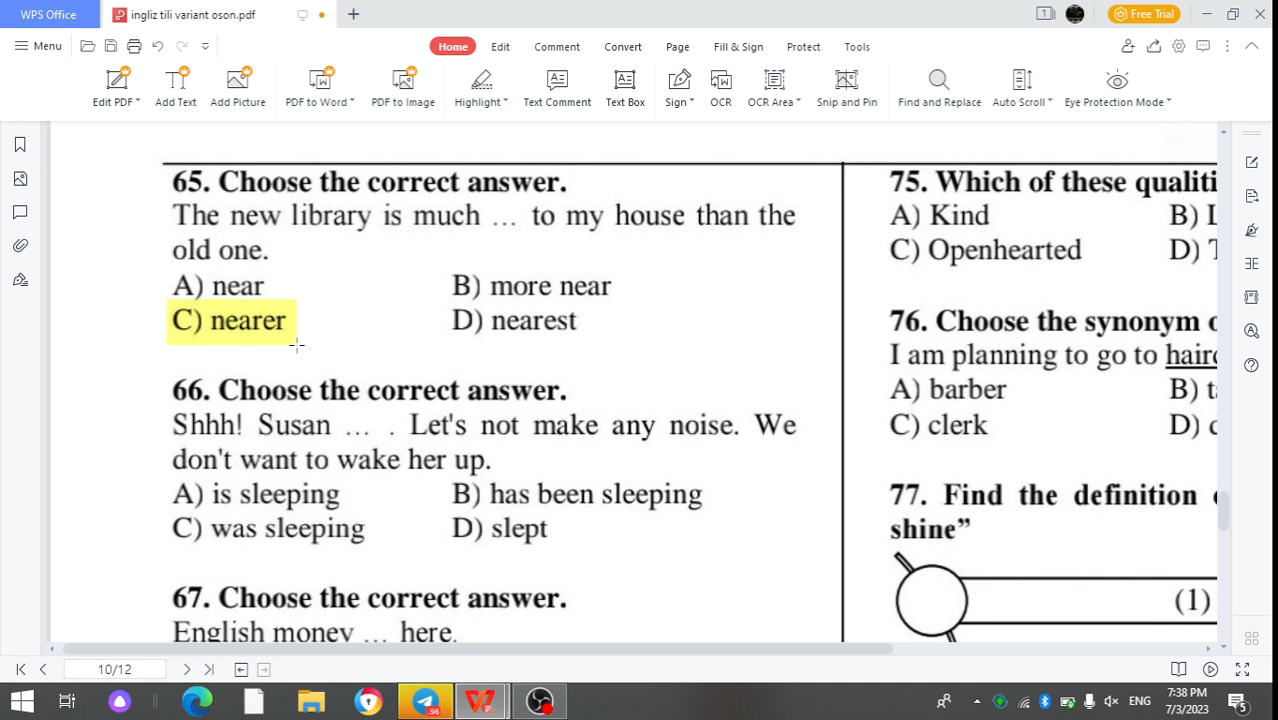 WPS Office
ingliz tili variant oson.pdf
1
Free Trial
Menu
Home
Edit
Comment
Convert
Page
Fill & Sign
Protect
Tools
Edit PDF
Add Text
Add Picture
PDF to Word
PDF to Image
Highlight
Text Comment
Text Box
Sign
OCR
OCR Area
Snip and Pin
Find and Replace
Auto Scroll
Eye Protection Mode
65. Choose the correct answer.
The new library is much ... to my house than the
old one.
A) near B) more near
C) nearer D) nearest
66. Choose the correct answer.
Shhh! Susan ... . Let's not make any noise. We
don't want to wake her up.
A) is sleeping B) has been sleeping
C) was sleeping D) slept
67. Choose the correct answer.
English money ... here.
75. Which of these qualiti
A) Kind B) L
C) Openhearted D)
76. Choose the synonym o
I am planning to go to hairc
A) barber B) t
C) clerk D)
77. Find the definition
shine”
(1)
10/12
96
ENG
7:38 PM
7/3/2023
5